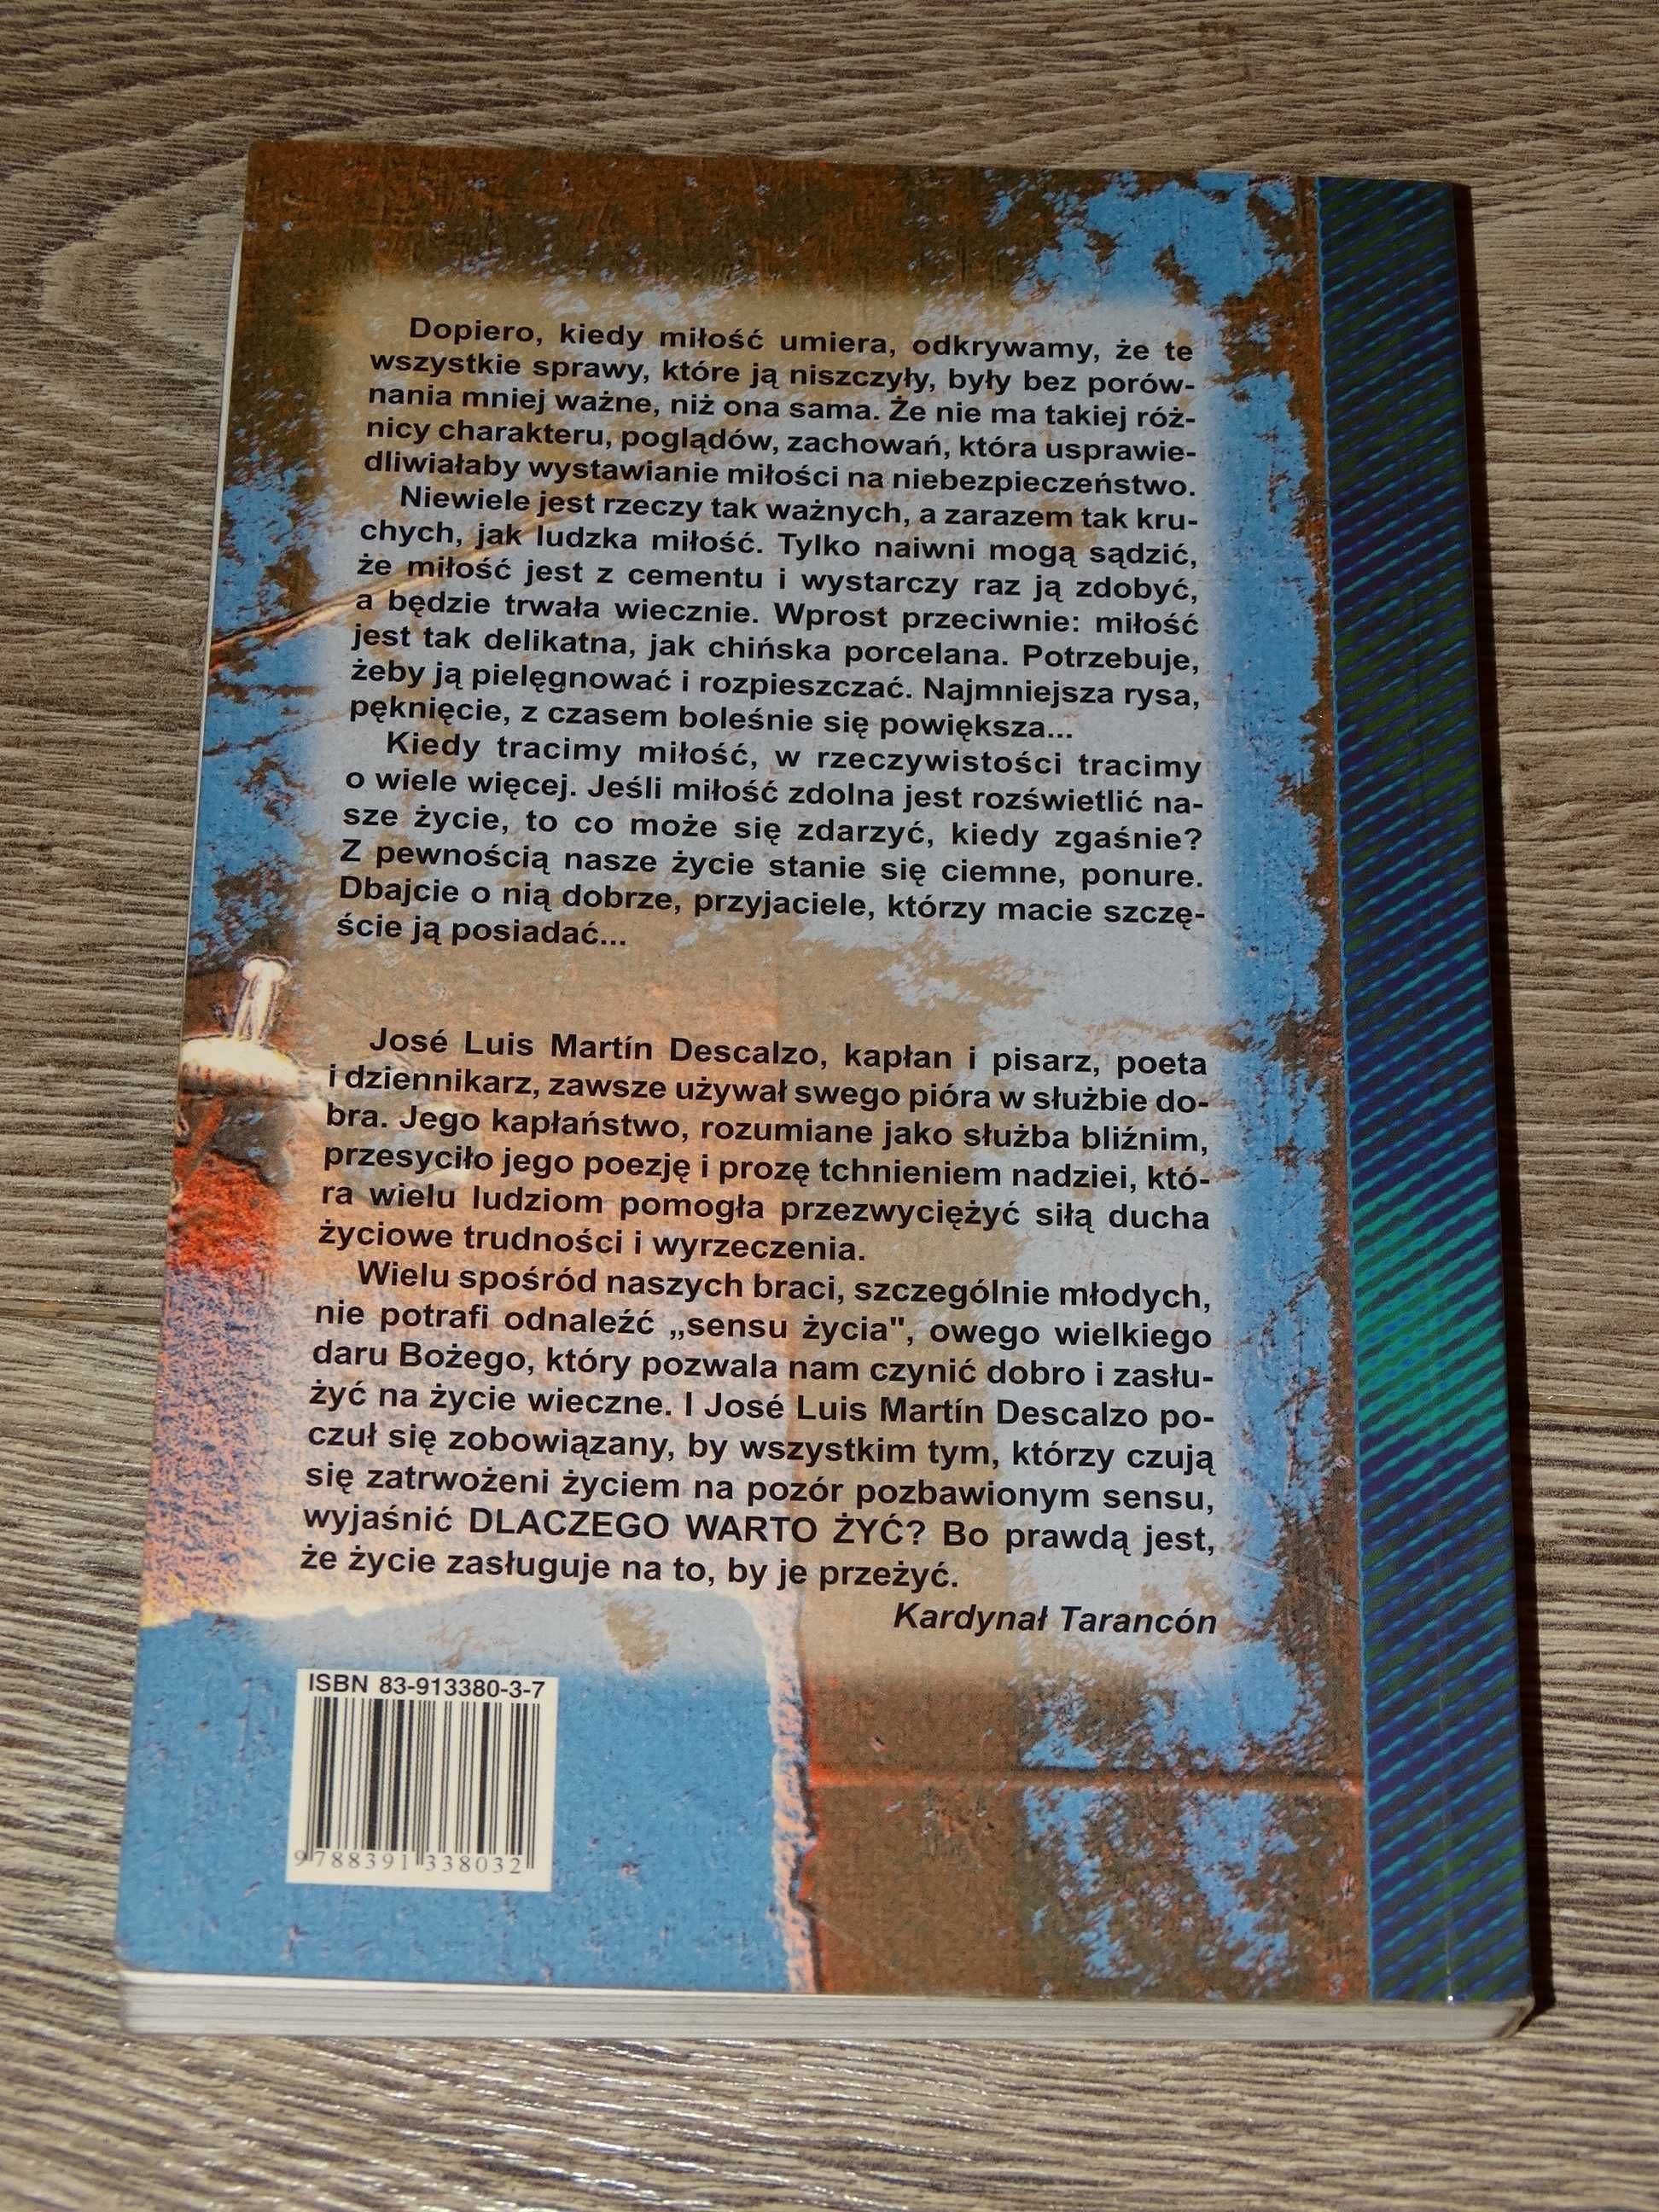 Dopiero, kiedy miłość umiera, odkrywamy, że te
wszystkie sprawy, które ją niszczyły, były bez porów-
nania mniej ważne, niż ona sama. Że nie ma takiej róż-
nicy charakteru, poglądów, zachowań, która usprawie-
dliwiałaby wystawianie miłości na niebezpieczeństwo.
Niewiele jest rzeczy tak ważnych, a zarazem tak kru-
chych, jak ludzka miłość. Tylko naiwni mogą sądzić,
że miłość jest z cementu i wystarczy raz ją zdobyć,
a będzie trwała wiecznie. Wprost przeciwnie: miłość
jest tak delikatna, jak chińska porcelana. Potrzebuje,
żeby ją pielęgnować i rozpieszczać. Najmniejsza rysa,
pęknięcie, z czasem boleśnie się powiększa...
Kiedy tracimy miłość, w rzeczywistości tracimy
o wiele więcej. Jeśli miłość zdolna jest rozświetlić na-
sze życie, to co może się zdarzyć, kiedy zgaśnie?
Z pewnością nasze życie stanie się ciemne, ponure.
Dbajcie o nią dobrze, przyjaciele, którzy macie szczę-
ście ją posiadać...
José Luis Martín Descalzo, kapłan i pisarz, poeta
i dziennikarz, zawsze używał swego pióra w służbie do-
bra. Jego kapłaństwo, rozumiane jako służba bliźnim,
przesyciło jego poezję i prozę tchnieniem nadziei, któ-
ra wielu ludziom pomogła przezwyciężyć siłą ducha
życiowe trudności i wyrzeczenia.
Wielu spośród naszych braci, szczególnie młodych,
nie potrafi odnaleźć „sensu życia", owego wielkiego
daru Bożego, który pozwala nam czynić dobro i zasłu-
żyć na życie wieczne. I José Luis Martín Descalzo po-
czuł się zobowiązany, by wszystkim tym, którzy czują
się zatrwożeni życiem na pozór pozbawionym sensu,
wyjaśnić DLACZEGO WARTO ŻYĆ? Bo prawdą jest,
że życie zasługuje na to, by je przeżyć.
Kardynał Tarancón
ISBN 83-913380-3-7
9 788391 338032